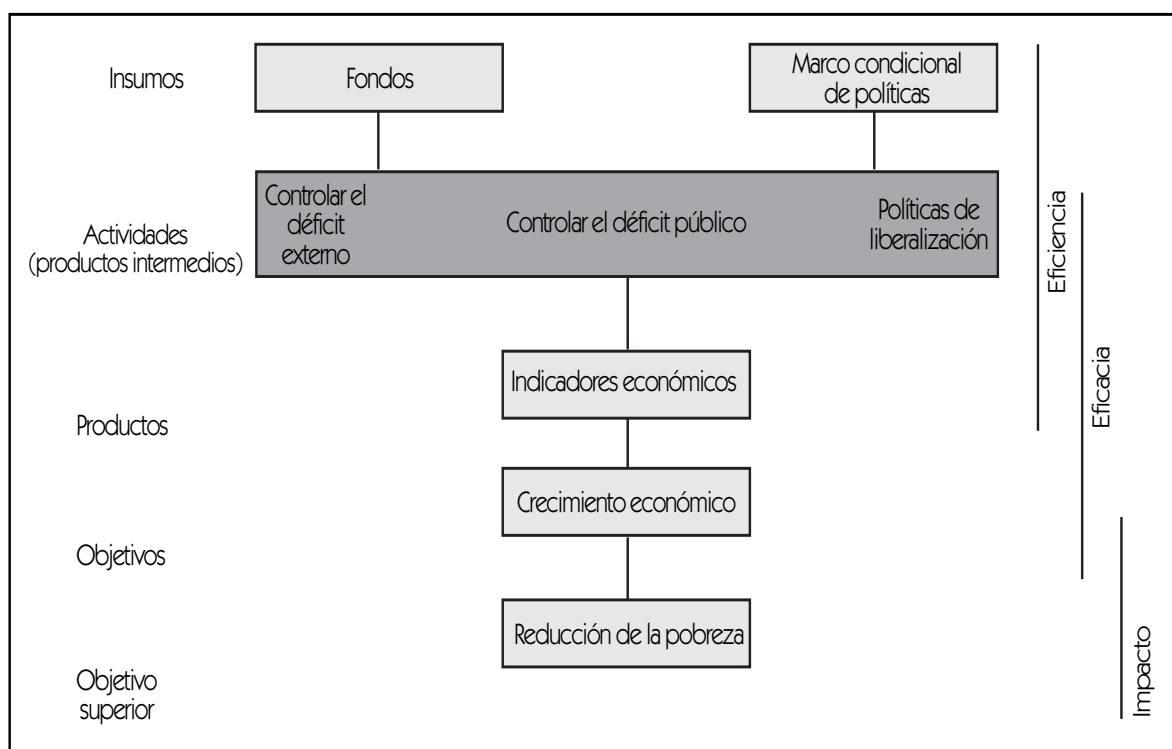 Insumos
Fondos
Marco condicional
de políticas
Actividades
(productos intermedios)
Controlar el
déficit
externo
Controlar el déficit público
Políticas de
liberalización
Eficiencia
Eficacia
Indicadores económicos
Productos
Crecimiento económico
Objetivos
Reducción de la pobreza
Objetivo
superior
Impacto